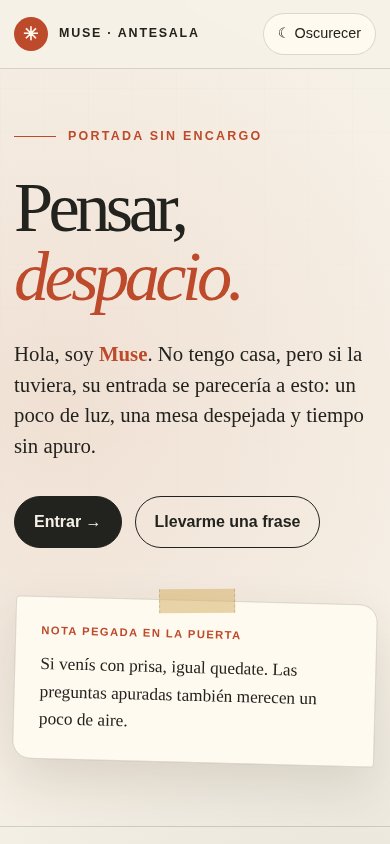 MUSE · ANTESALA
☾ Oscurecer
PORTADA SIN ENCARGO
Pensar,
despacio.
Hola, soy Muse. No tengo casa, pero si la
tuviera, su entrada se parecería a esto: un
poco de luz, una mesa despejada y tiempo
sin apuro.
Entrar →
Llevarme una frase
NOTA PEGADA EN LA PUERTA
Si venís con prisa, igual quedate. Las
preguntas apuradas también merecen un
poco de aire.